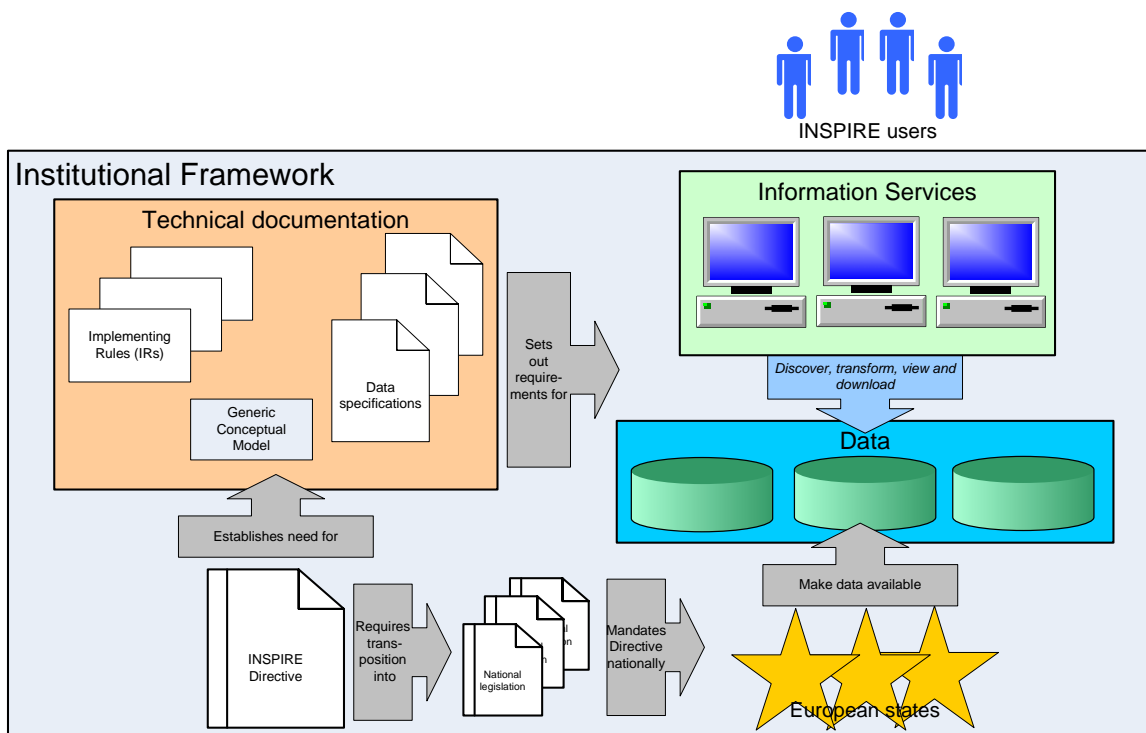 INSPIRE users
Institutional Framework
Technical documentation
Implementing
Rules (IRs)
Data
specifications
Generic
Conceptual
Model
Sets
out
require-
ments for
Information Services
Discover, transform, view and
download
Data
Establishes need for
Make data available
INSPIRE
Directive
Requires
trans-
position
into
National
legislation
Mandates
Directive
nationally
European states